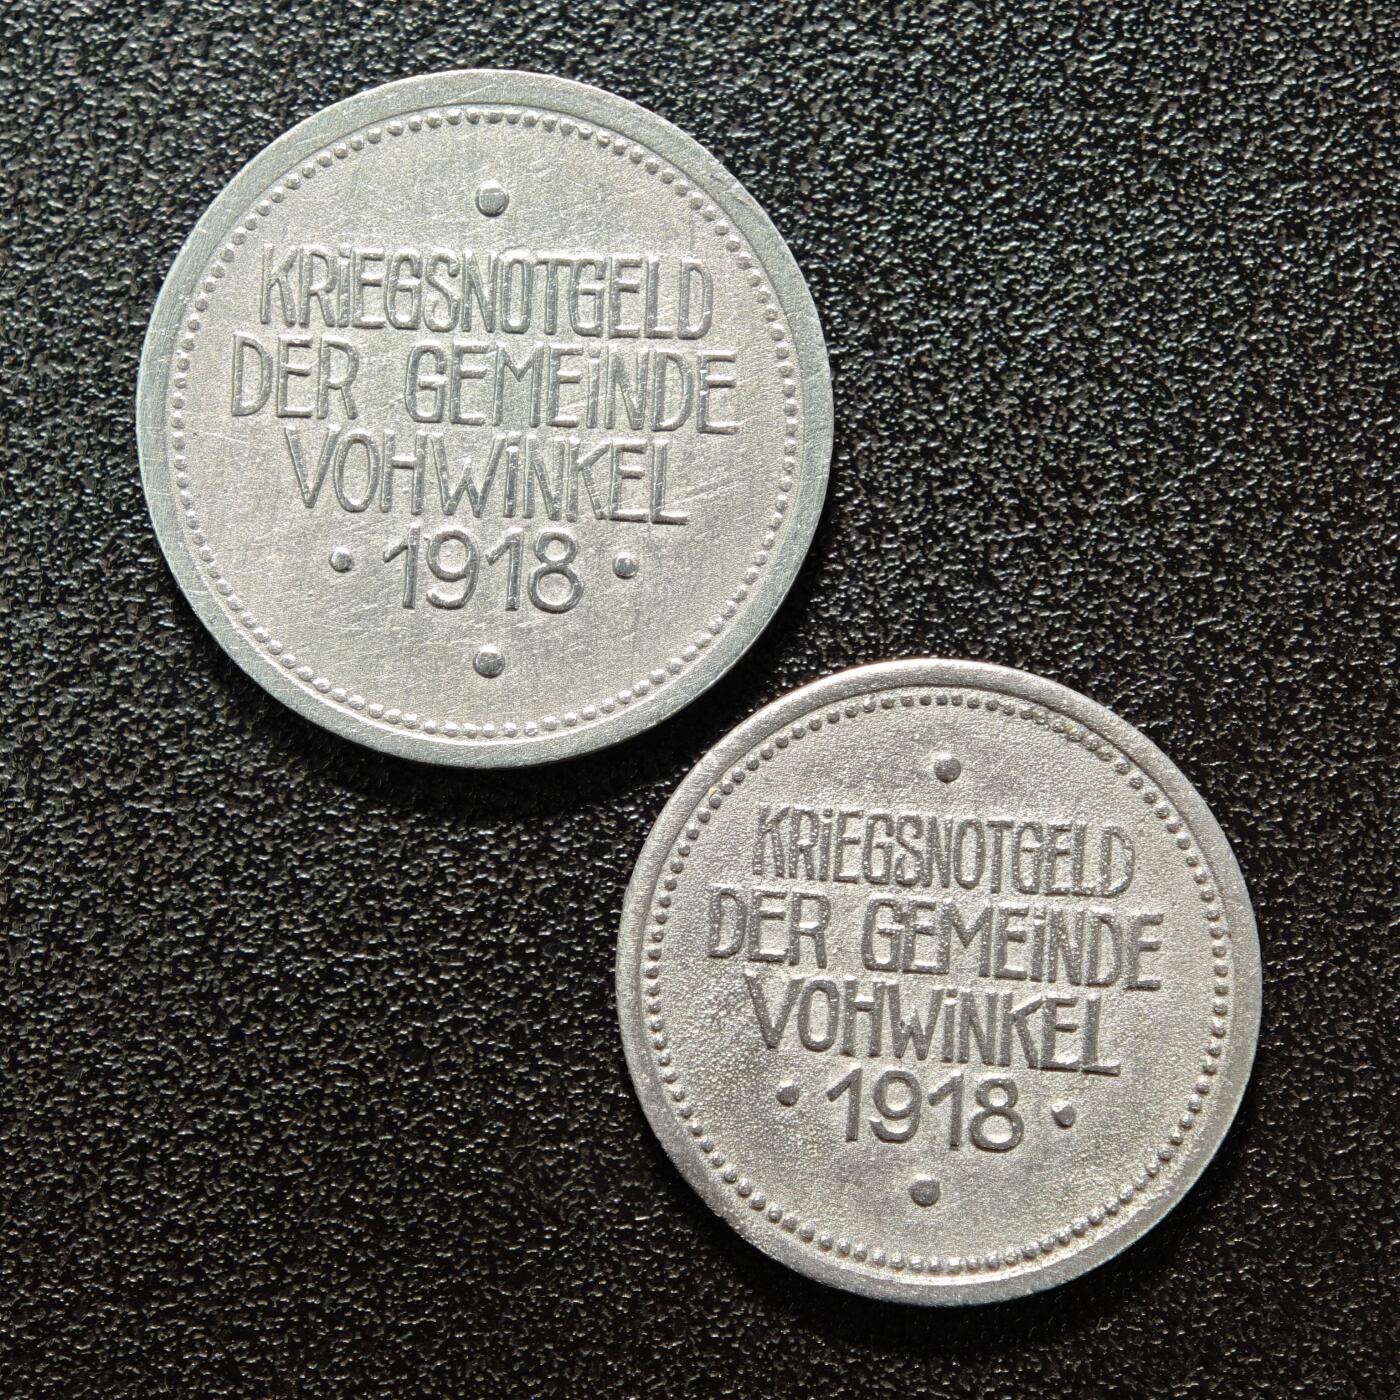 KRiEGSNOTGELD
DER GEMEiNDE
VOHWiNKEL
• 1918 •
KRiEGSNOTGELD
DER GEMEiNDE
VOHWiNKEL
• 1918 •